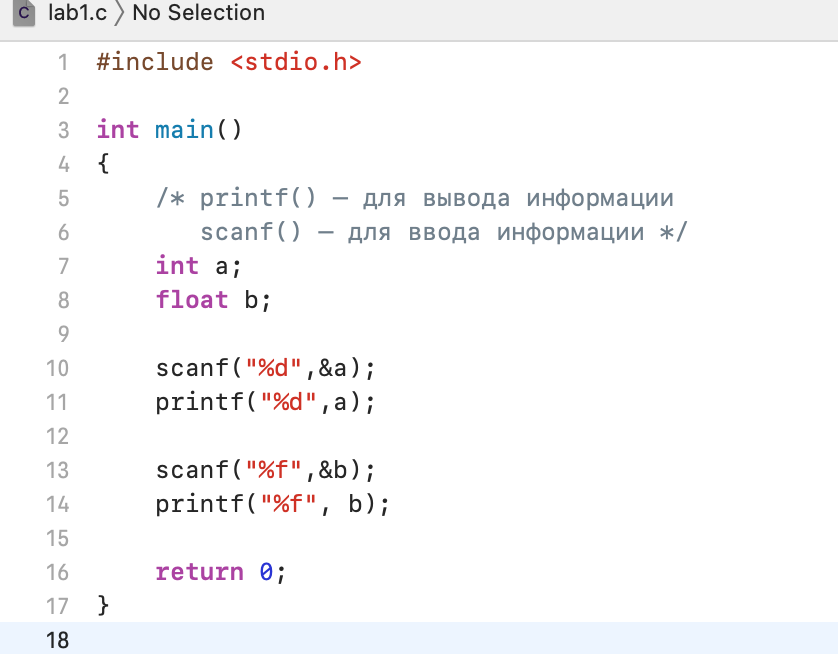 C lab1.c 〉 No Selection
1 #include <stdio.h>
2
3 int main()
4 {
5 /* printf() — для вывода информации
6 scanf() — для ввода информации */
7 int a;
8 float b;
9
10 scanf("%d",&a);
11 printf("%d",a);
12
13 scanf("%f",&b);
14 printf("%f", b);
15
16 return 0;
17 }
18